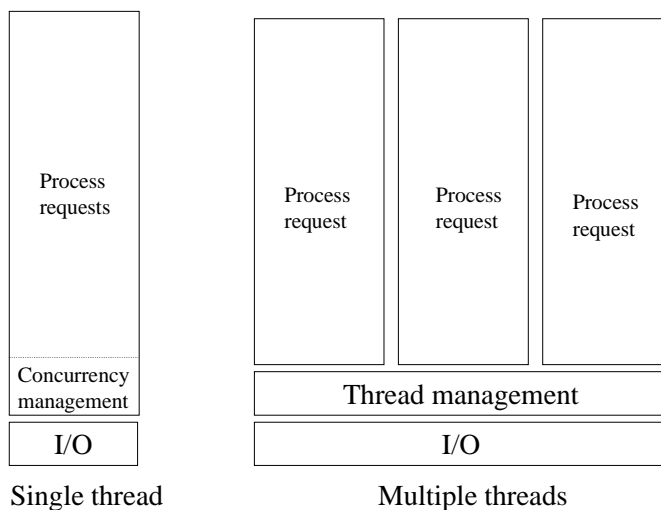 Process
requests
Concurrency
management
I/O
Single thread
Process
request
Process
request
Process
request
Thread management
I/O
Multiple threads